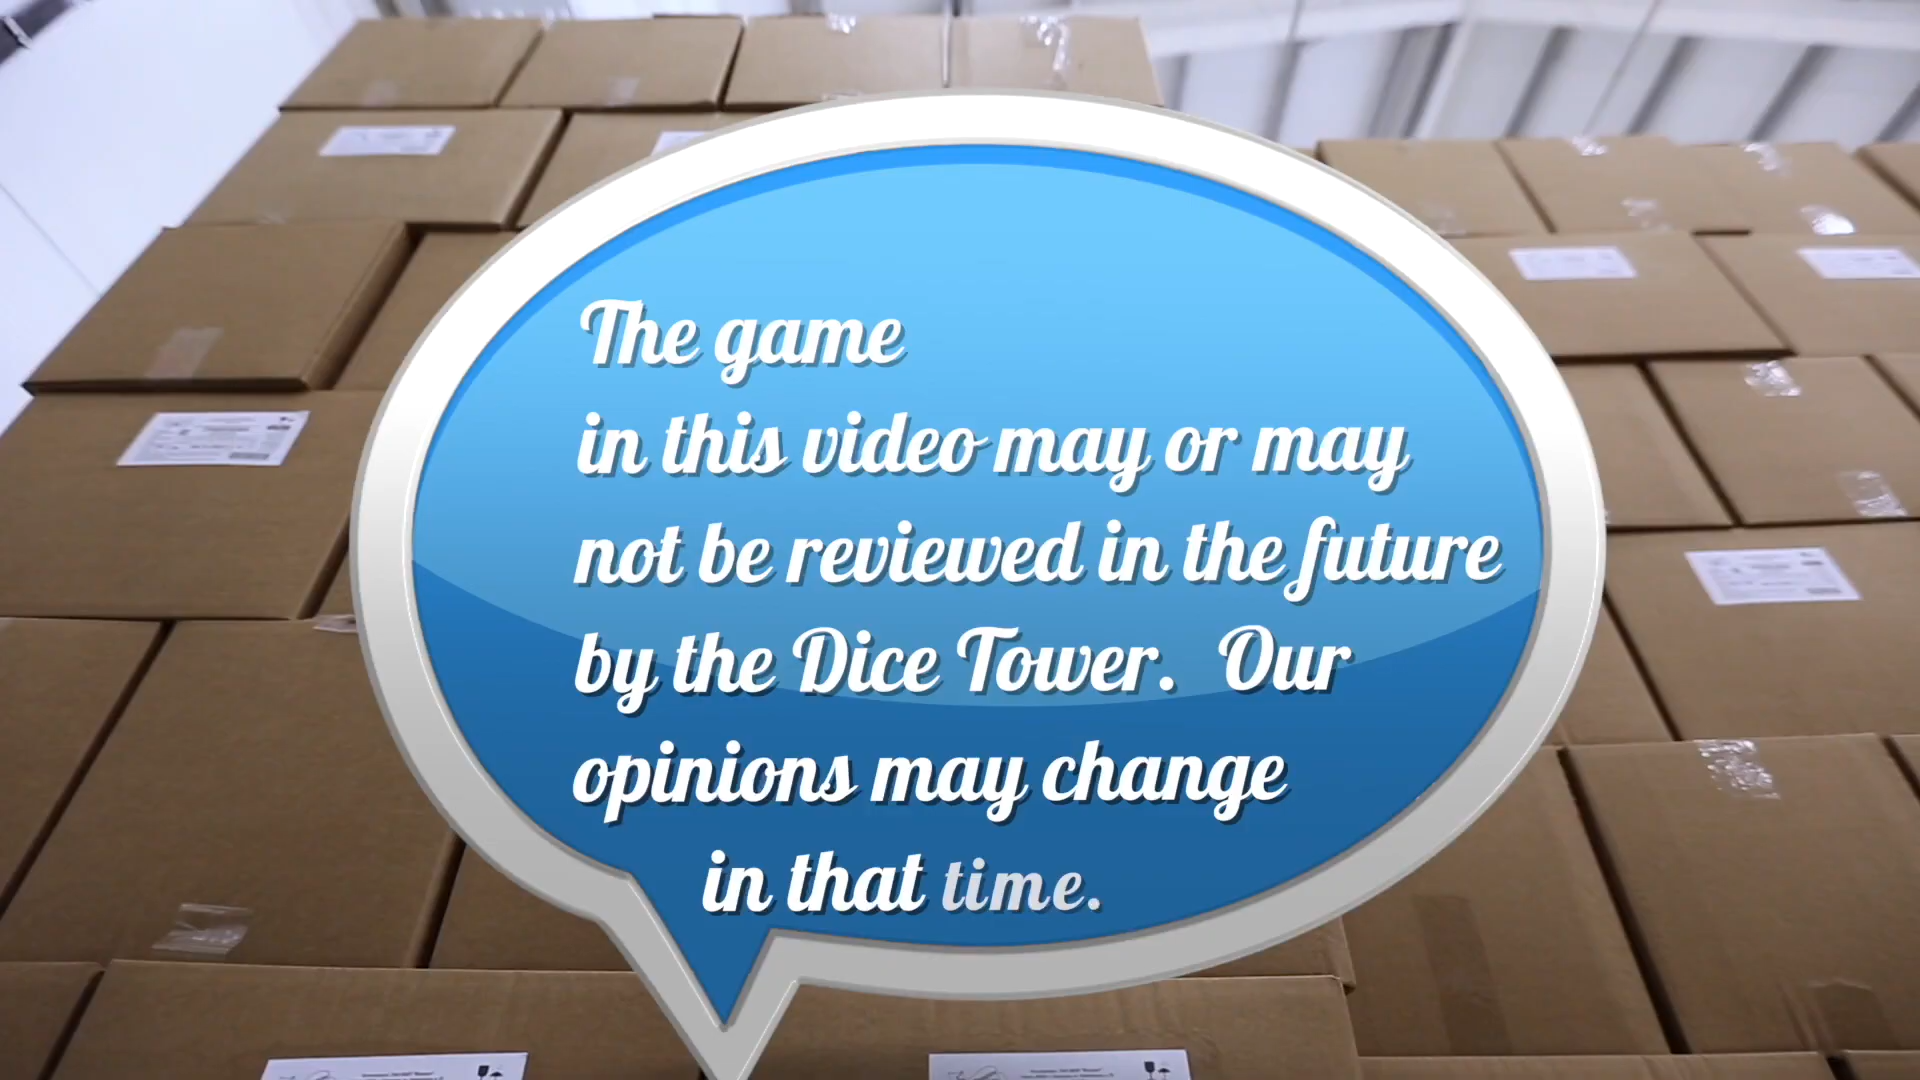 The game
in this video may or may
not be reviewed in the future
by the Dice Tower. Our
opinions may change
in that time.